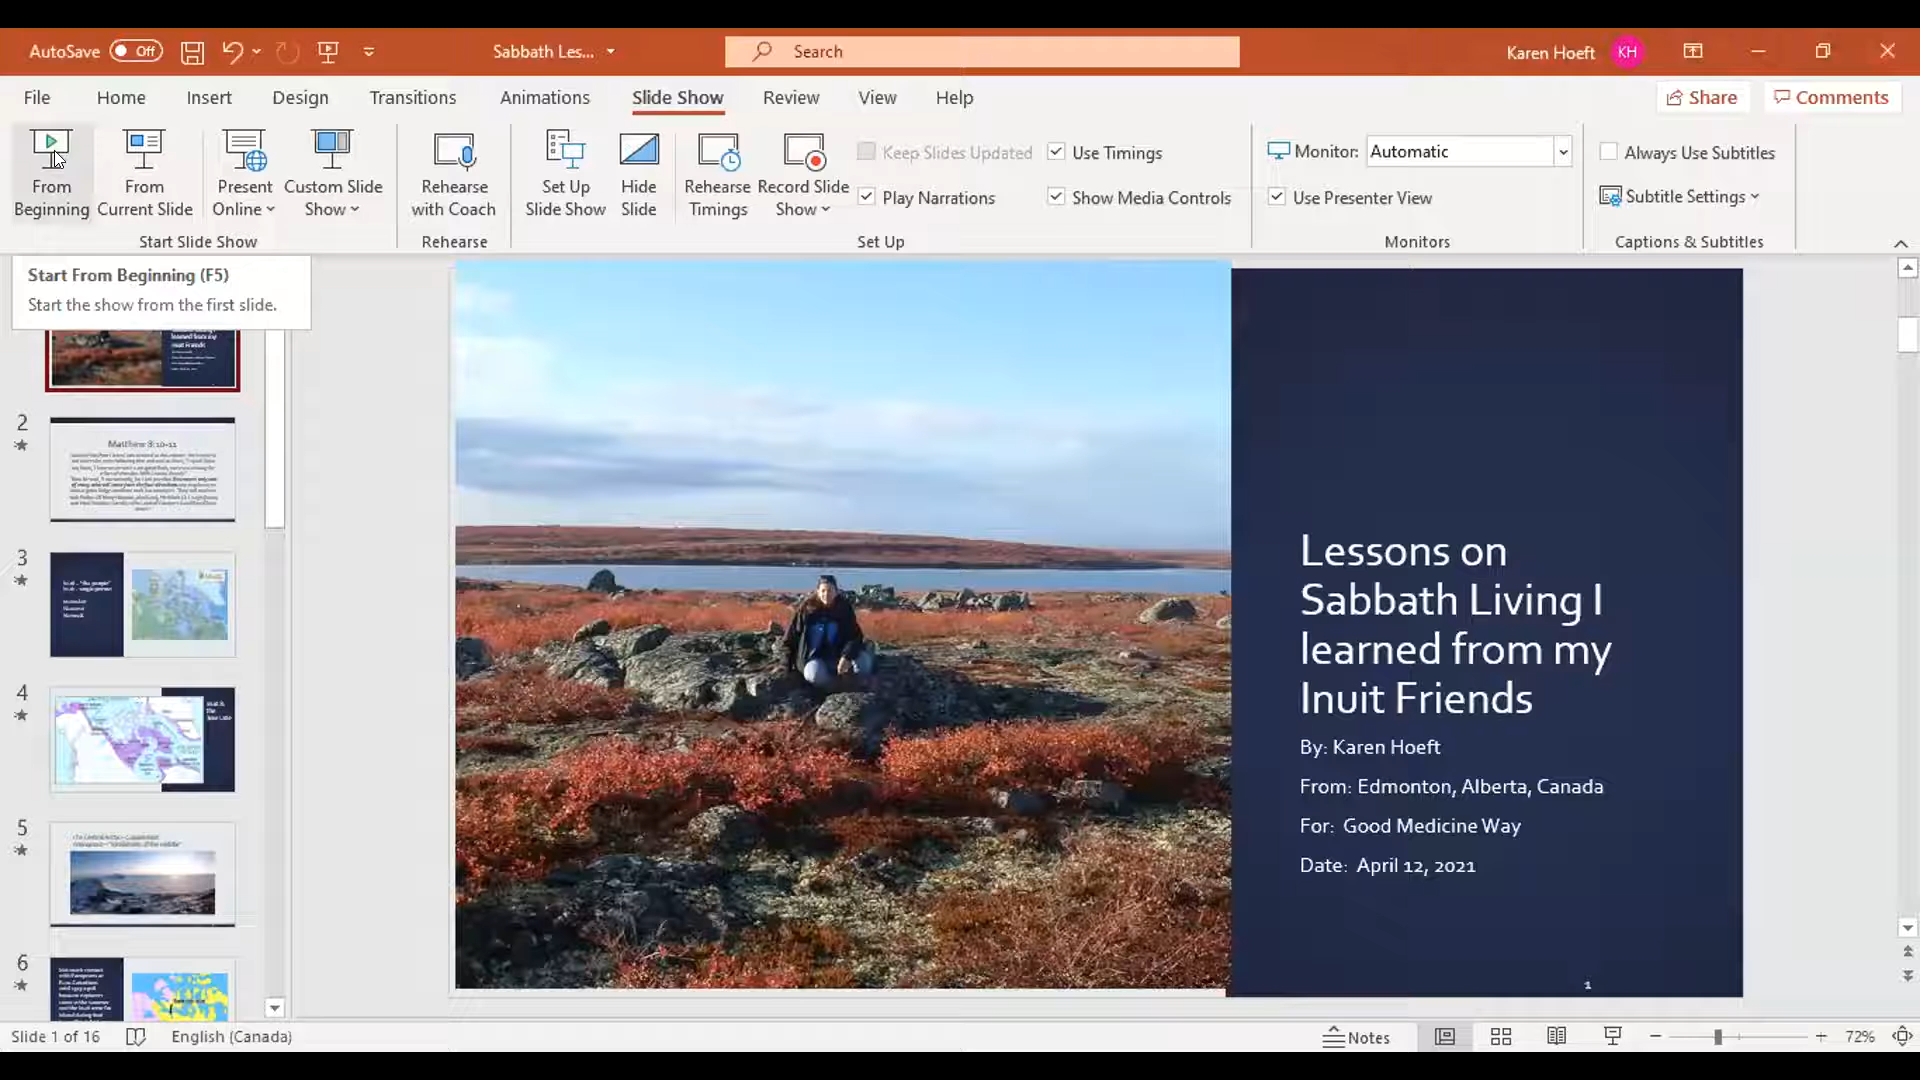 AutoSave Off Sabbath Les... Search Karen Hoeft KH
File Home Insert Design Transitions Animations Slide Show Review View Help Share Comments
From Beginning
From Current Slide
Present Online
Custom Slide Show
Start Slide Show
Rehearse with Coach
Rehearse
Set Up Slide Show
Hide Slide
Rehearse Timings
Record Slide Show
Keep Slides Updated
Play Narrations
Use Timings
Show Media Controls
Set Up
Monitor: Automatic
Use Presenter View
Monitors
Always Use Subtitles
Subtitle Settings
Captions & Subtitles
Start From Beginning (F5)
Start the show from the first slide.
learned from my
Inuit Friends
2
Matthew 8:10-11
3
4
5
6
Lessons on
Sabbath Living I
learned from my
Inuit Friends
By: Karen Hoeft
From: Edmonton, Alberta, Canada
For: Good Medicine Way
Date: April 12, 2021
1
Slide 1 of 16 English (Canada) Notes 72%